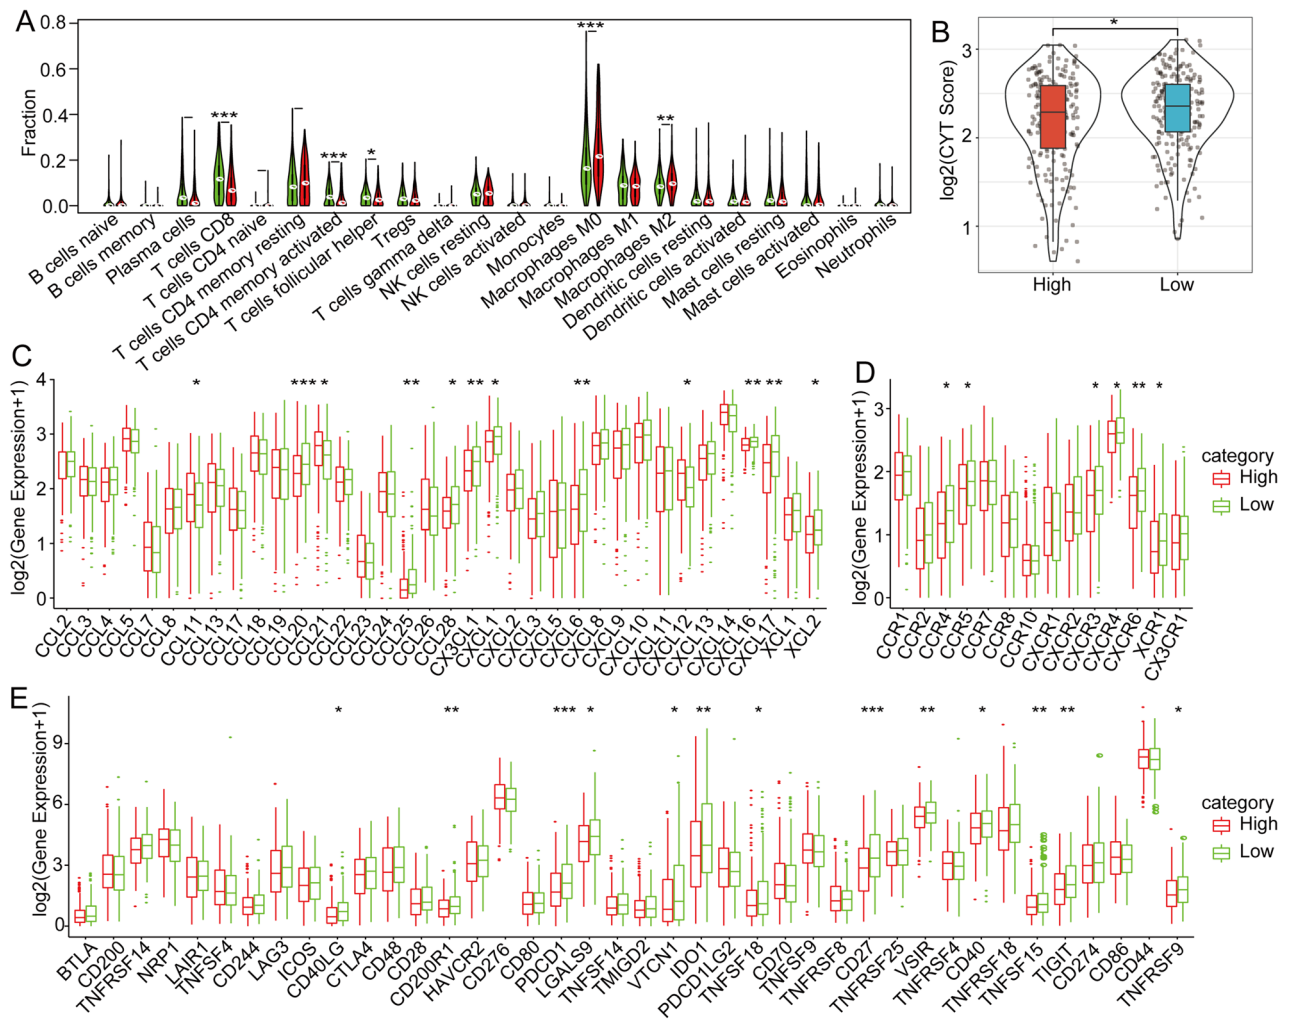 A
***
0.8
0.6
0.4
0.2
0.0
Fraction
***
***
*
**
B cells naive
B cells memory
Plasma cells
T cells CD8
T cells CD4 naive
T cells CD4 memory resting
T cells CD4 memory activated
T cells follicular helper
Tregs
T cells gamma delta
NK cells resting
NK cells activated
Monocytes
Macrophages M0
Macrophages M1
Macrophages M2
Dendritic cells resting
Dendritic cells activated
Mast cells resting
Mast cells activated
Eosinophils
Neutrophils
B
*
3
2
1
log2(CYT Score)
High
Low
C
4
3
2
1
0
log2(Gene Expression+1)
* ** *** * ** * ** * ** * ** ** *
CCL2
CCL3
CCL4
CCL5
CCL7
CCL8
CCL11
CCL13
CCL17
CCL18
CCL19
CCL20
CCL21
CCL22
CCL23
CCL24
CCL25
CCL26
CCL28
CX3CL1
CXCL1
CXCL2
CXCL3
CXCL5
CXCL6
CXCL8
CXCL9
CXCL10
CXCL11
CXCL12
CXCL13
CXCL14
CXCL16
CXCL17
XCL1
XCL2
D
3
2
1
0
log2(Gene Expression+1)
* * * * ** *
CCR1
CCR2
CCR4
CCR5
CCR7
CCR8
CCR10
CXCR1
CXCR2
CXCR3
CXCR4
CXCR6
XCR1
CX3CR1
category
High
Low
E
9
6
3
0
log2(Gene Expression+1)
* ** *** * * ** * *** ** * ** ** *
BTLA
CD200
TNFRSF14
NRP1
LAIR1
TNFSF4
CD244
LAG3
ICOS
CD40LG
CTLA4
CD48
CD28
CD200R1
HAVCR2
CD276
CD80
PDCD1
LGALS9
TNFSF14
TMIGD2
VTCN1
IDO1
PDCD1LG2
TNFSF18
CD70
TNFSF9
TNFRSF8
CD27
TNFRSF25
VSIR
TNFRSF4
CD40
TNFRSF18
TNFSF15
TIGIT
CD274
CD86
CD44
TNFRSF9
category
High
Low